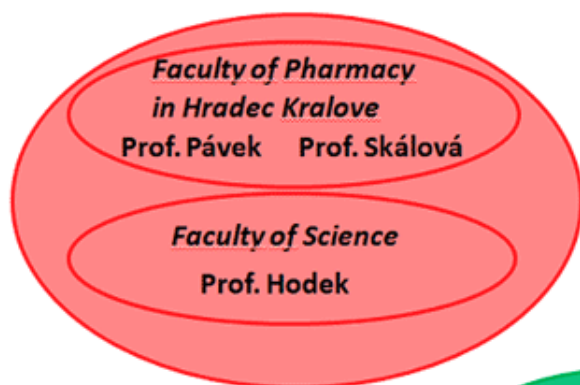 Faculty of Pharmacy
in Hradec Kralove
Prof. Pávek Prof. Skálová
Faculty of Science
Prof. Hodek